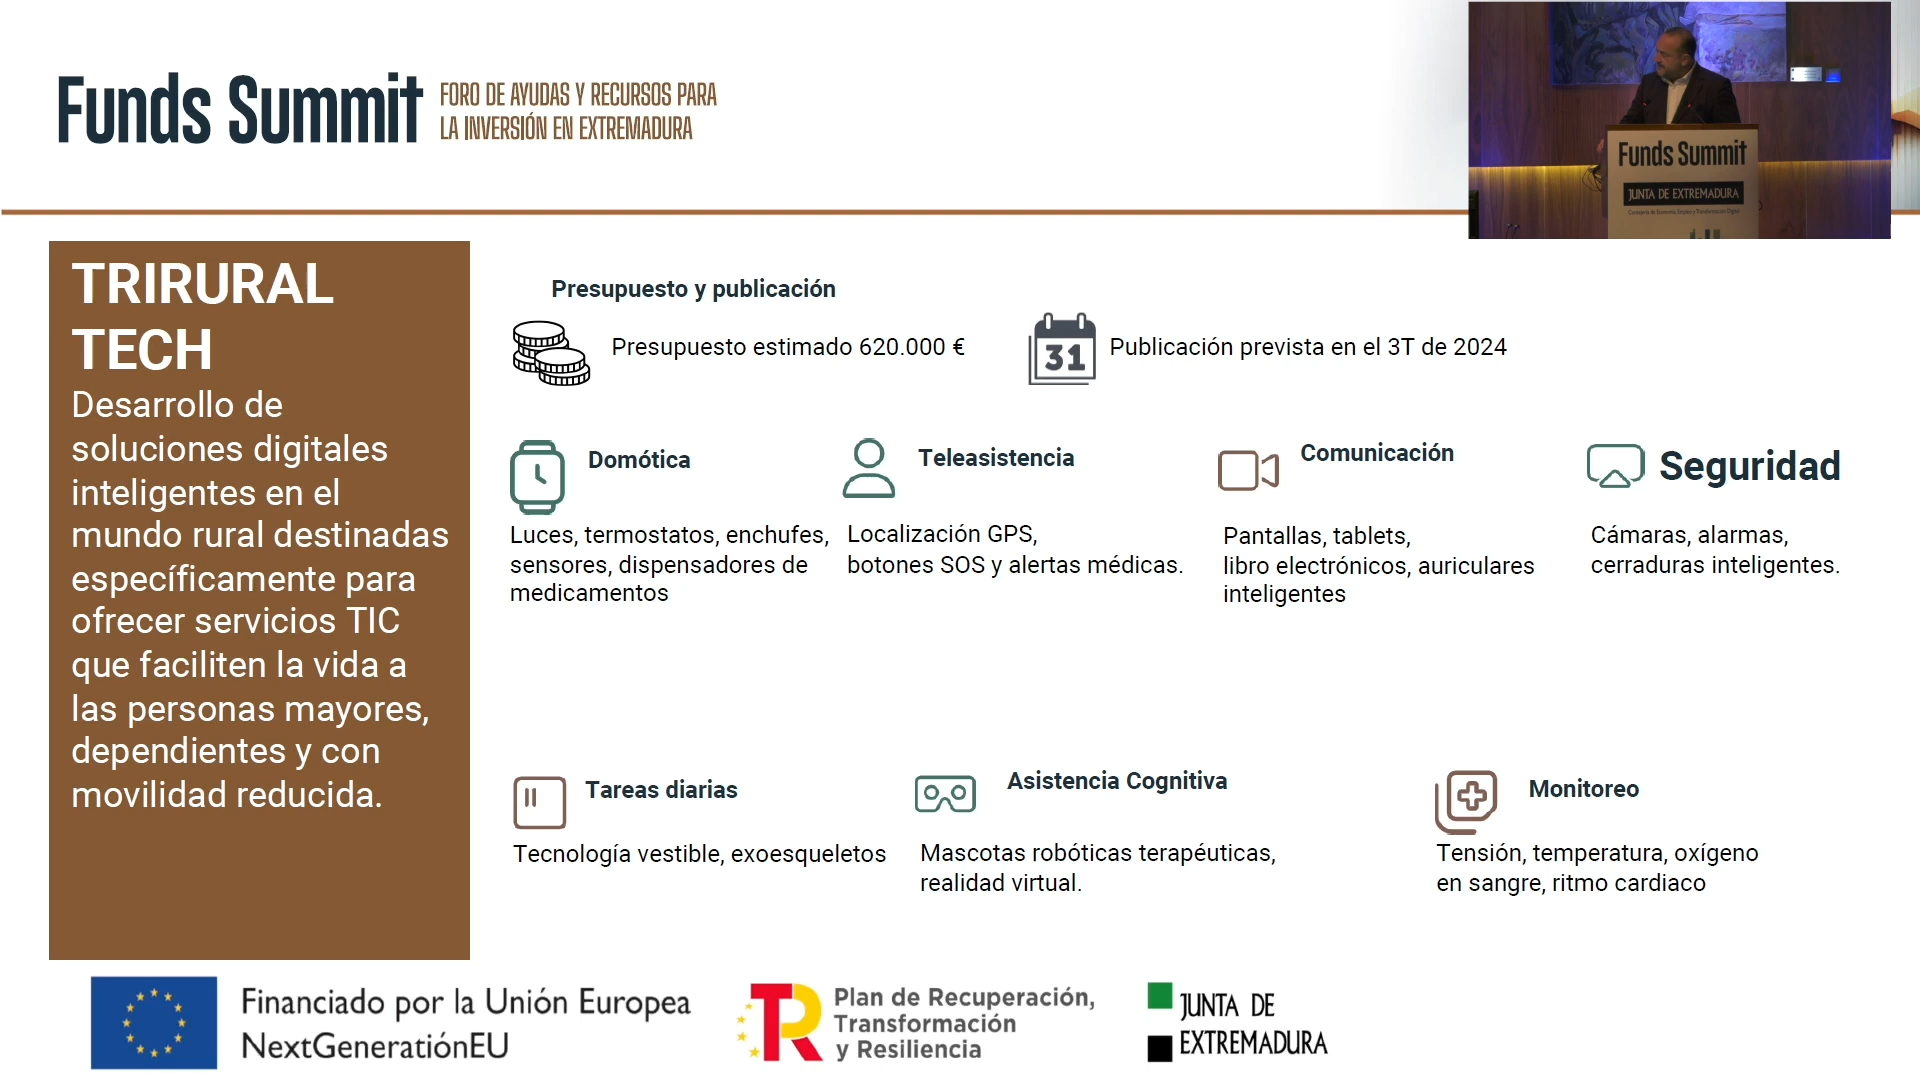 Funds Summit
FORO DE AYUDAS Y RECURSOS PARA
LA INVERSIÓN EN EXTREMADURA
Funds Summit
JUNTA DE EXTREMADURA
TRIRURAL
TECH
Desarrollo de
soluciones digitales
inteligentes en el
mundo rural destinadas
específicamente para
ofrecer servicios TIC
que faciliten la vida a
las personas mayores,
dependientes y con
movilidad reducida.
Presupuesto y publicación
Presupuesto estimado 620.000 €
31
Publicación prevista en el 3T de 2024
Domótica
Luces, termostatos, enchufes,
sensores, dispensadores de
medicamentos
Teleasistencia
Localización GPS,
botones SOS y alertas médicas.
Comunicación
Pantallas, tablets,
libro electrónicos, auriculares
inteligentes
Seguridad
Cámaras, alarmas,
cerraduras inteligentes.
Tareas diarias
Tecnología vestible, exoesqueletos
Asistencia Cognitiva
Mascotas robóticas terapéuticas,
realidad virtual.
Monitoreo
Tensión, temperatura, oxígeno
en sangre, ritmo cardiaco
Financiado por la Unión Europea
NextGenerationEU
Plan de Recuperación,
Transformación
y Resiliencia
JUNTA DE
EXTREMADURA